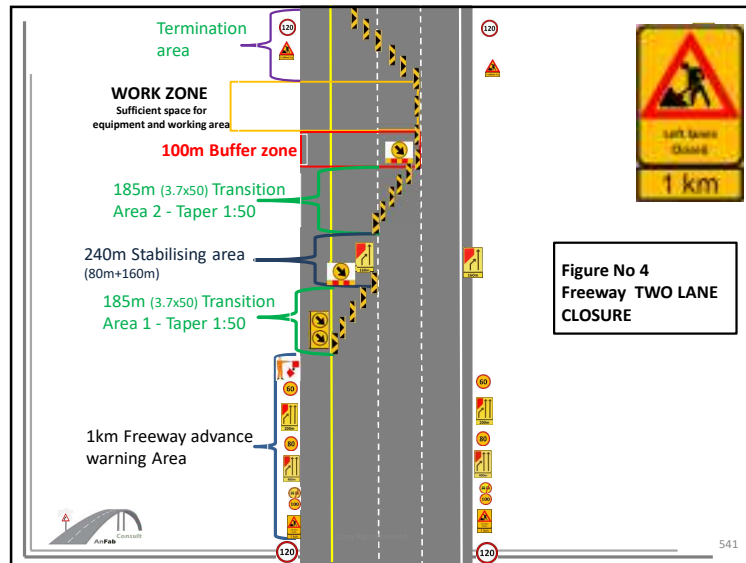 Termination
area
120
120
WORK ZONE
Sufficient space for
equipment and working area
100m Buffer zone
185m (3.7x50) Transition
Area 2 - Taper 1:50
240m Stabilising area
(80m+160m)
185m (3.7x50) Transition
Area 1 - Taper 1:50
1km Freeway advance
warning Area
60
60
80
80
100
100
120
120
Left lanes
Closed
1 km
Figure No 4
Freeway TWO LANE
CLOSURE
AnFab
Consult
541